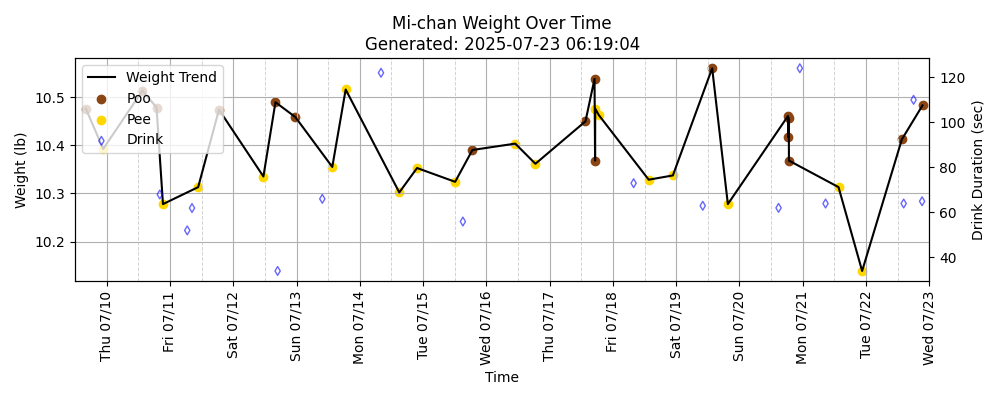 Mi-chan Weight Over Time
Generated: 2025-07-23 06:19:04
Weight Trend
Poo
Pee
Drink
Weight (lb)
10.5
10.4
10.3
10.2
Drink Duration (sec)
120
100
80
60
40
Thu 07/10
Fri 07/11
Sat 07/12
Sun 07/13
Mon 07/14
Tue 07/15
Wed 07/16
Thu 07/17
Fri 07/18
Sat 07/19
Sun 07/20
Mon 07/21
Tue 07/22
Wed 07/23
Time